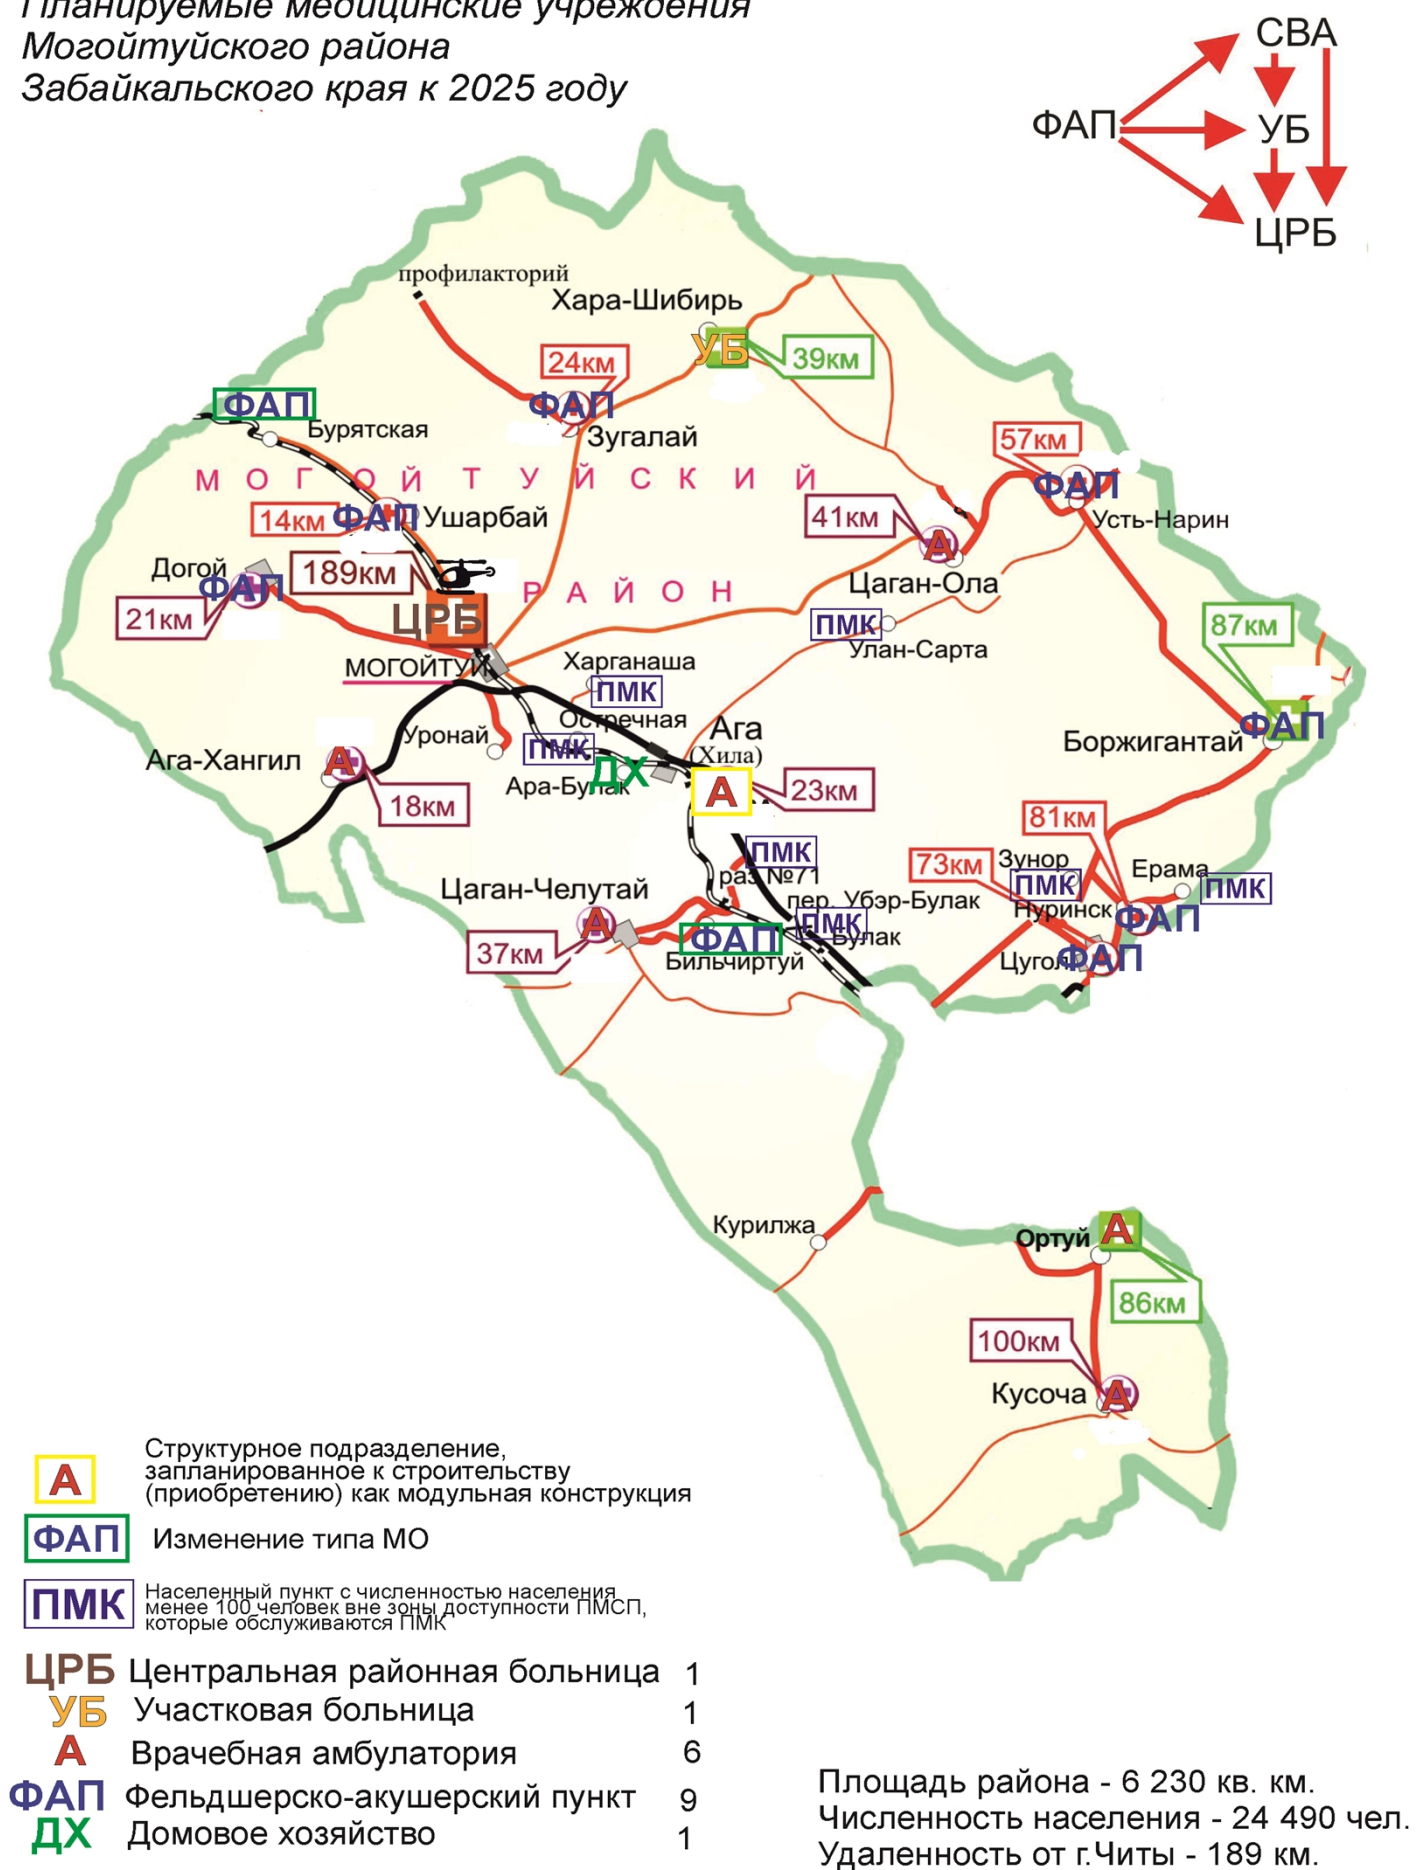 Планируемые медицинские учреждения
Могойтуйского района
Забайкальского края к 2025 году
СВА
ФАП
УБ
ЦРБ
профилакторий
Хара-Шибирь
УБ
39км
24км
ФАП
Зугалай
ФАП
Бурятская
57км
ФАП
Усть-Нарин
МОГОЙТУЙСКИЙ
14км
ФАП
Ушарбай
41км
А
Цаган-Ола
Догой
ФАП
21км
189км
ЦРБ
РАЙОН
МОГОЙТУЙ
ПМК
Улан-Сарта
87км
ФАП
Боржигантай
Харганаша
ПМК
Остречная
Уронай
ПМК
Ара-Булак
ДХ
Ага
(Хила)
А
23км
Ага-Хангил
А
18км
81км
73км
Зунор
ПМК
Нуринск
Ерама
ПМК
ФАП
Цугол
ФАП
ПМК
раз.№71
пер. Убэр-Булак
ПМК
Булак
Цаган-Челутай
А
37км
ФАП
Бильчиртуй
Курилжа
Ортуй
А
86км
100км
Кусоча
А
А
Структурное подразделение,
запланированное к строительству
(приобретению) как модульная конструкция
ФАП
Изменение типа МО
ПМК
Населенный пункт с численностью населения
менее 100 человек вне зоны доступности ПМСП,
которые обслуживаются ПМК
ЦРБ Центральная районная больница 1
УБ Участковая больница 1
А Врачебная амбулатория 6
ФАП Фельдшерско-акушерский пункт 9
ДХ Домовое хозяйство 1
Площадь района - 6 230 кв. км.
Численность населения - 24 490 чел.
Удаленность от г.Читы - 189 км.